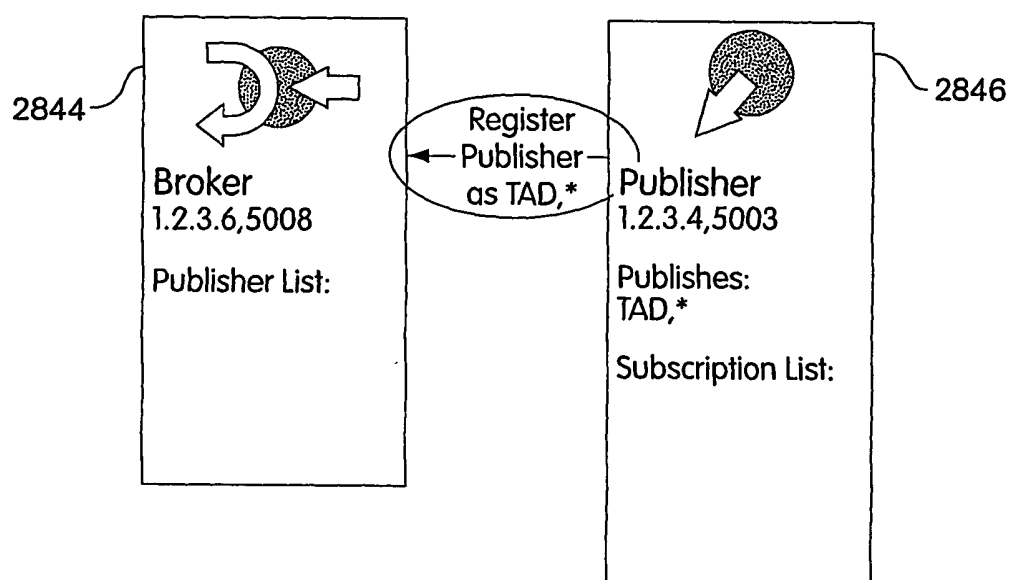 2844
Broker
1.2.3.6,5008
Publisher List:
Register
Publisher
as TAD,*
2846
Publisher
1.2.3.4,5003
Publishes:
TAD,*
Subscription List: